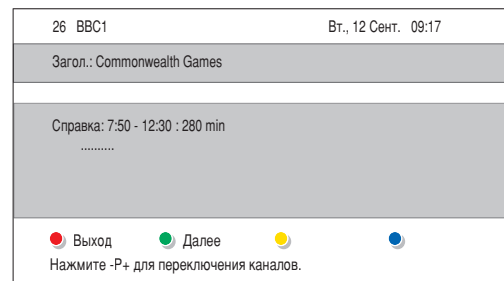 26 BBC1 Вт., 12 Сент. 09:17
Загол.: Commonwealth Games
Справка: 7:50 - 12:30 : 280 min
..........
Выход Далее
Нажмите -P+ для переключения каналов.